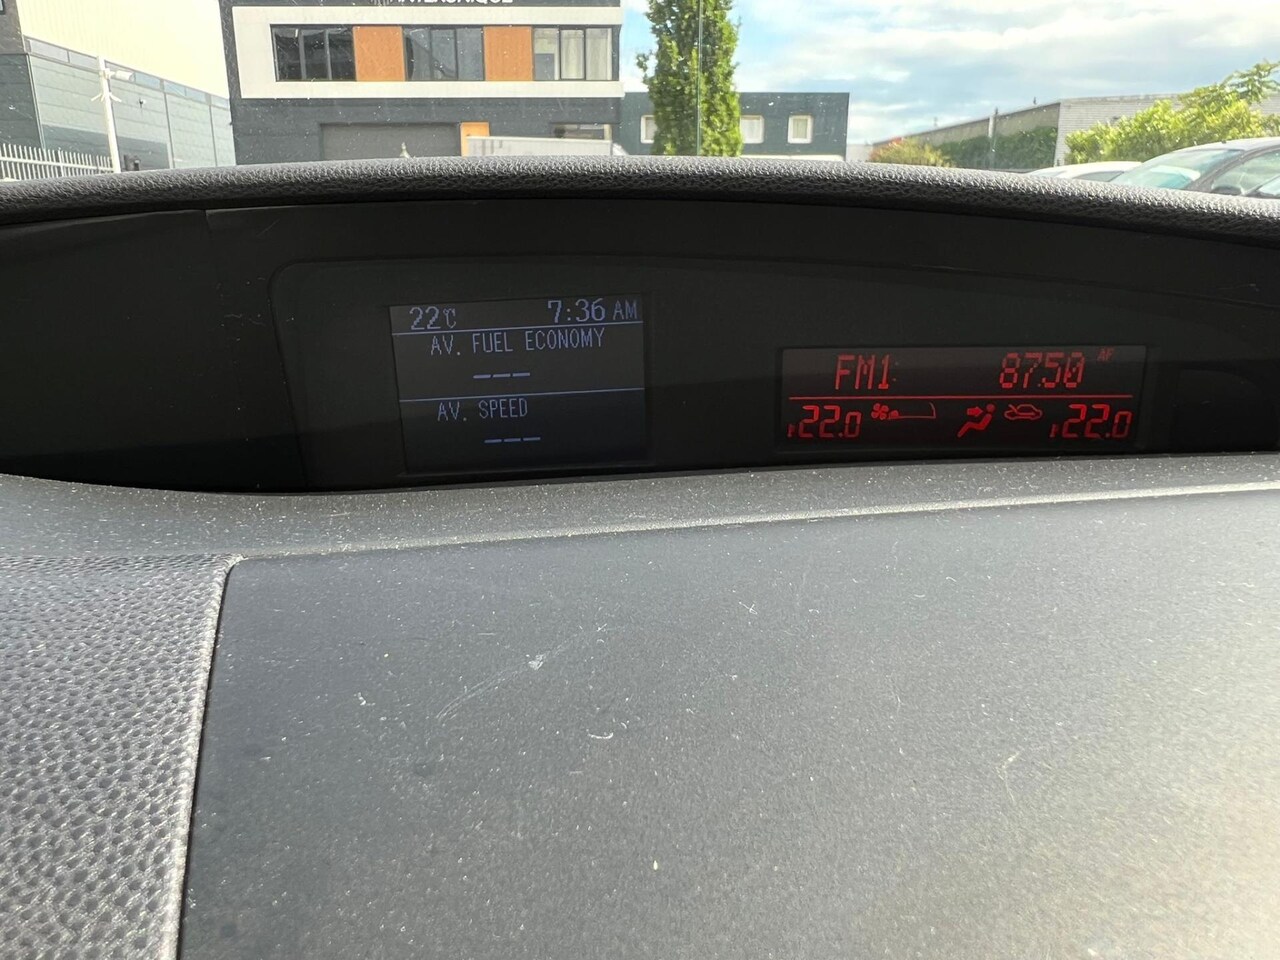 22°C 7:36 AM
AV. FUEL ECONOMY
---
AV. SPEED
---
FM1 87.50 AF
22.0 22.0